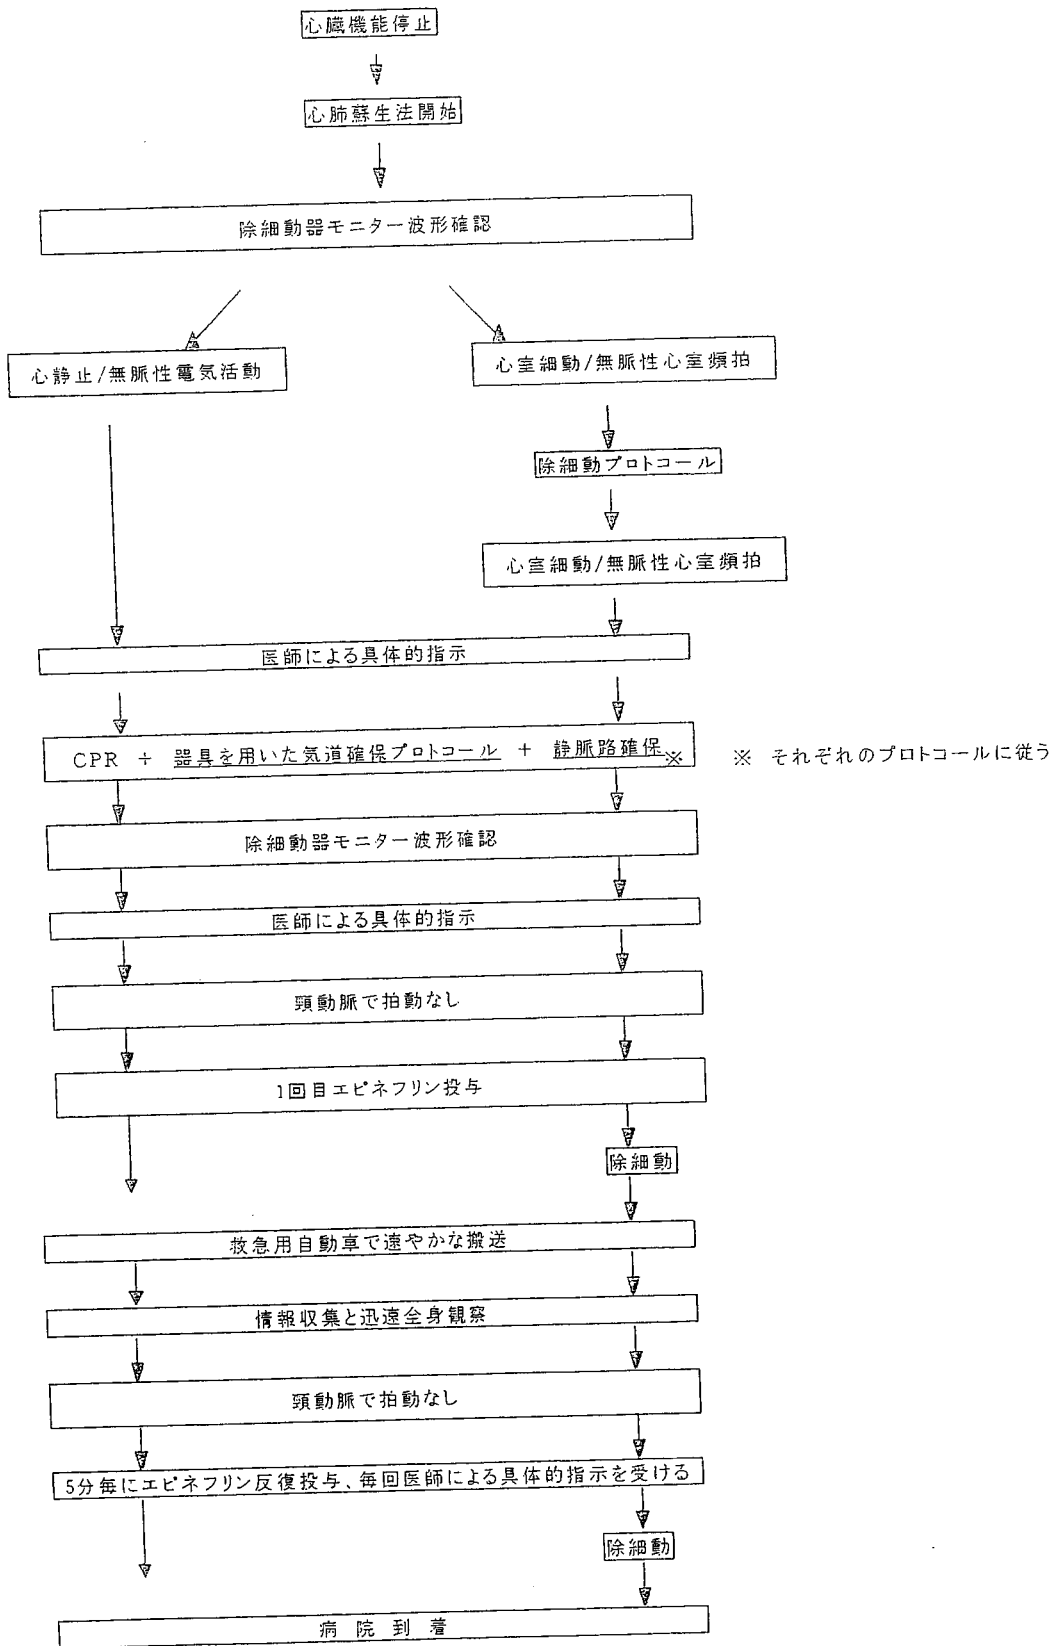 心臓機能停止
心肺蘇生法開始
除細動器モニター波形確認
心静止/無脈性電気活動
心室細動/無脈性心室頻拍
除細動プロトコール
心室細動/無脈性心室頻拍
医師による具体的指示
CPR + 器具を用いた気道確保プロトコール + 静脈路確保※ ※ それぞれのプロトコールに従う
除細動器モニター波形確認
医師による具体的指示
頸動脈で拍動なし
1回目エピネフリン投与
除細動
救急用自動車で速やかな搬送
情報収集と迅速全身観察
頸動脈で拍動なし
5分毎にエピネフリン反復投与、毎回医師による具体的指示を受ける
除細動
病院到着